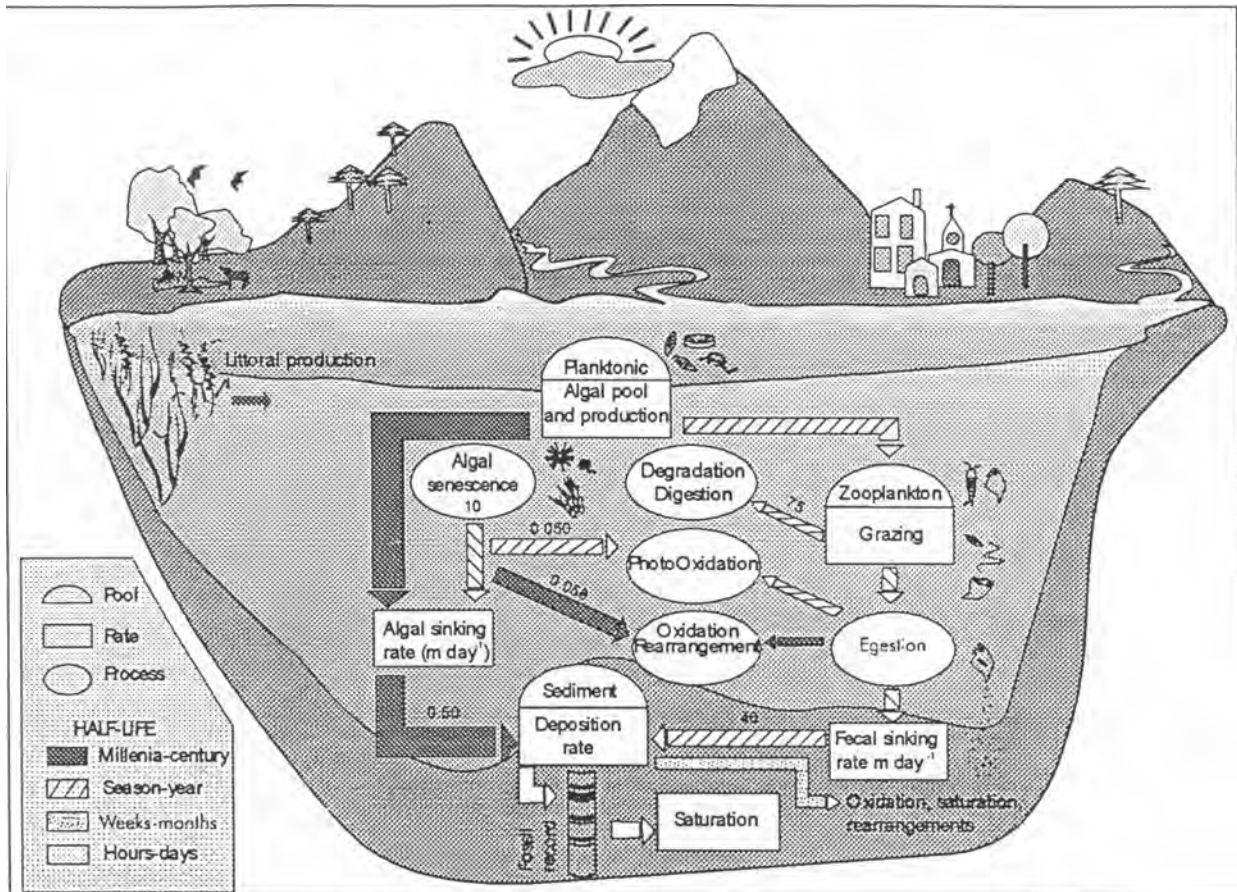 Littoral production
Planktonic
Algal pool
and production
Algal
senescence
10
Degradation
Digestion
Zooplankton
Grazing
75
0.050
PhotoOxidation
0.058
Algal sinking
rate (m day⁻¹)
Oxidation
Rearrangement
Egestion
Sediment
Deposition
rate
0.50
40
Fecal sinking
rate m day⁻¹
Fossil
record
Saturation
Oxidation, saturation,
rearrangements
Pool
Rate
Process
HALF-LIFE
Millenia-century
Season-year
Weeks-months
Hours-days